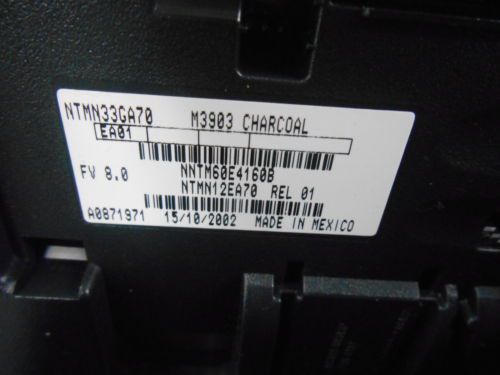 NTMN33GA70 M3903 CHARCOAL
EA01
FV 8.0 NNTM60E4160B
NTMN12EA70 REL 01
A0871971 15/10/2002 MADE IN MEXICO